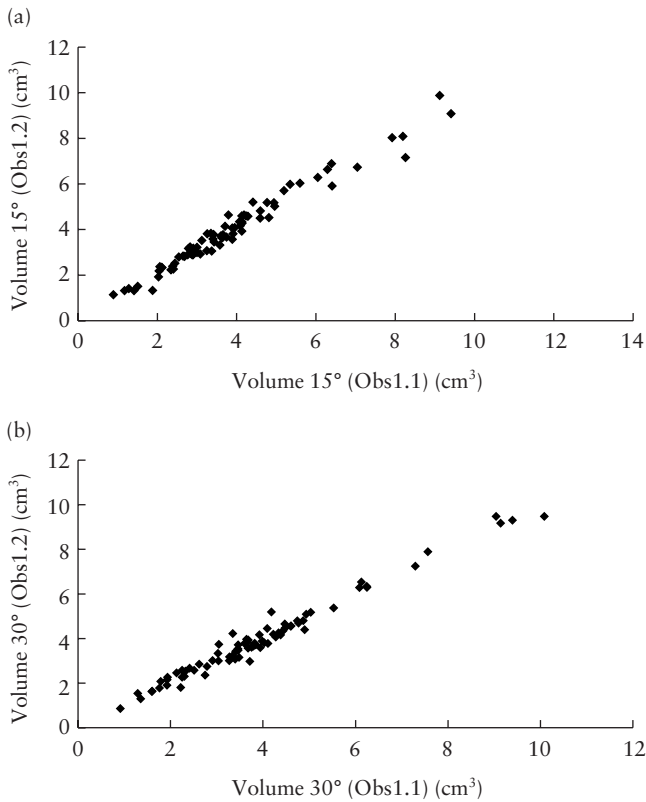 (a)
12
10
8
6
4
2
0
Volume 15° (Obs1.2) (cm³)
0 2 4 6 8 10 12 14
Volume 15° (Obs1.1) (cm³)
(b)
12
10
8
6
4
2
0
Volume 30° (Obs1.2) (cm³)
0 2 4 6 8 10 12
Volume 30° (Obs1.1) (cm³)